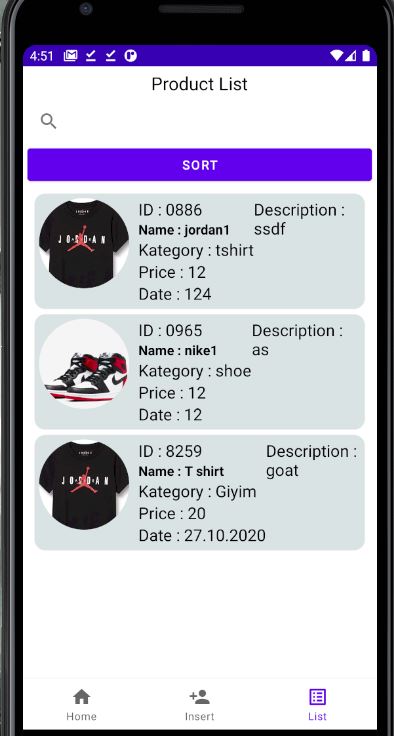 4:51
Product List
SORT
JORDAN
ID : 0886
Name : jordan1
Kategory : tshirt
Price : 12
Date : 124
Description :
ssdf
ID : 0965
Name : nike1
Kategory : shoe
Price : 12
Date : 12
Description :
as
JORDAN
ID : 8259
Name : T shirt
Kategory : Giyim
Price : 20
Date : 27.10.2020
Description :
goat
Home
Insert
List